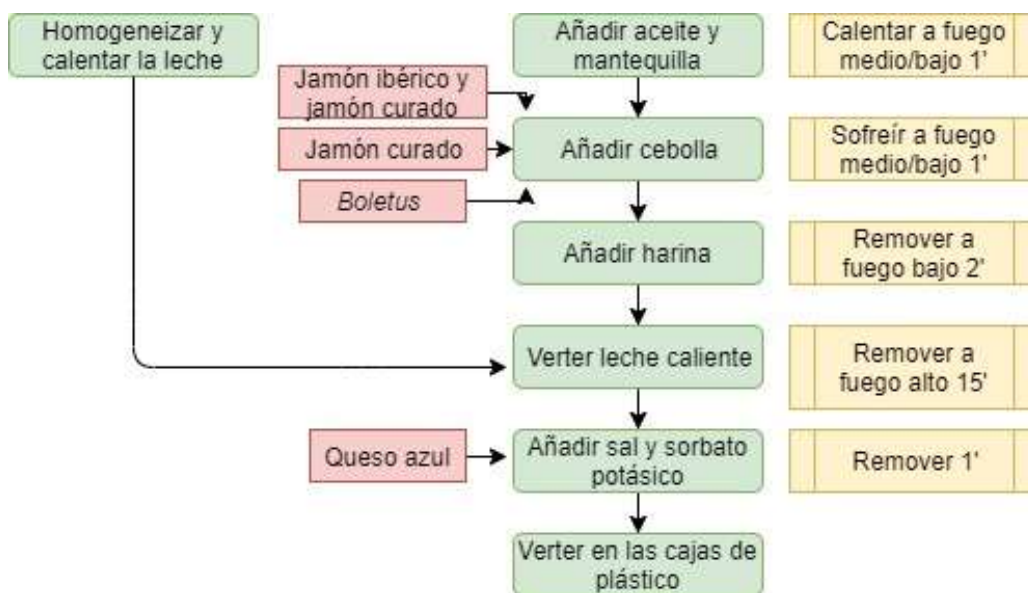 Homogeneizar y
calentar la leche
Añadir aceite y
mantequilla
Calentar a fuego
medio/bajo 1'
Jamón ibérico y
jamón curado
Jamón curado
Añadir cebolla
Sofreír a fuego
medio/bajo 1'
Boletus
Añadir harina
Remover a
fuego bajo 2'
Verter leche caliente
Remover a
fuego alto 15'
Queso azul
Añadir sal y sorbato
potásico
Remover 1'
Verter en las cajas de
plástico